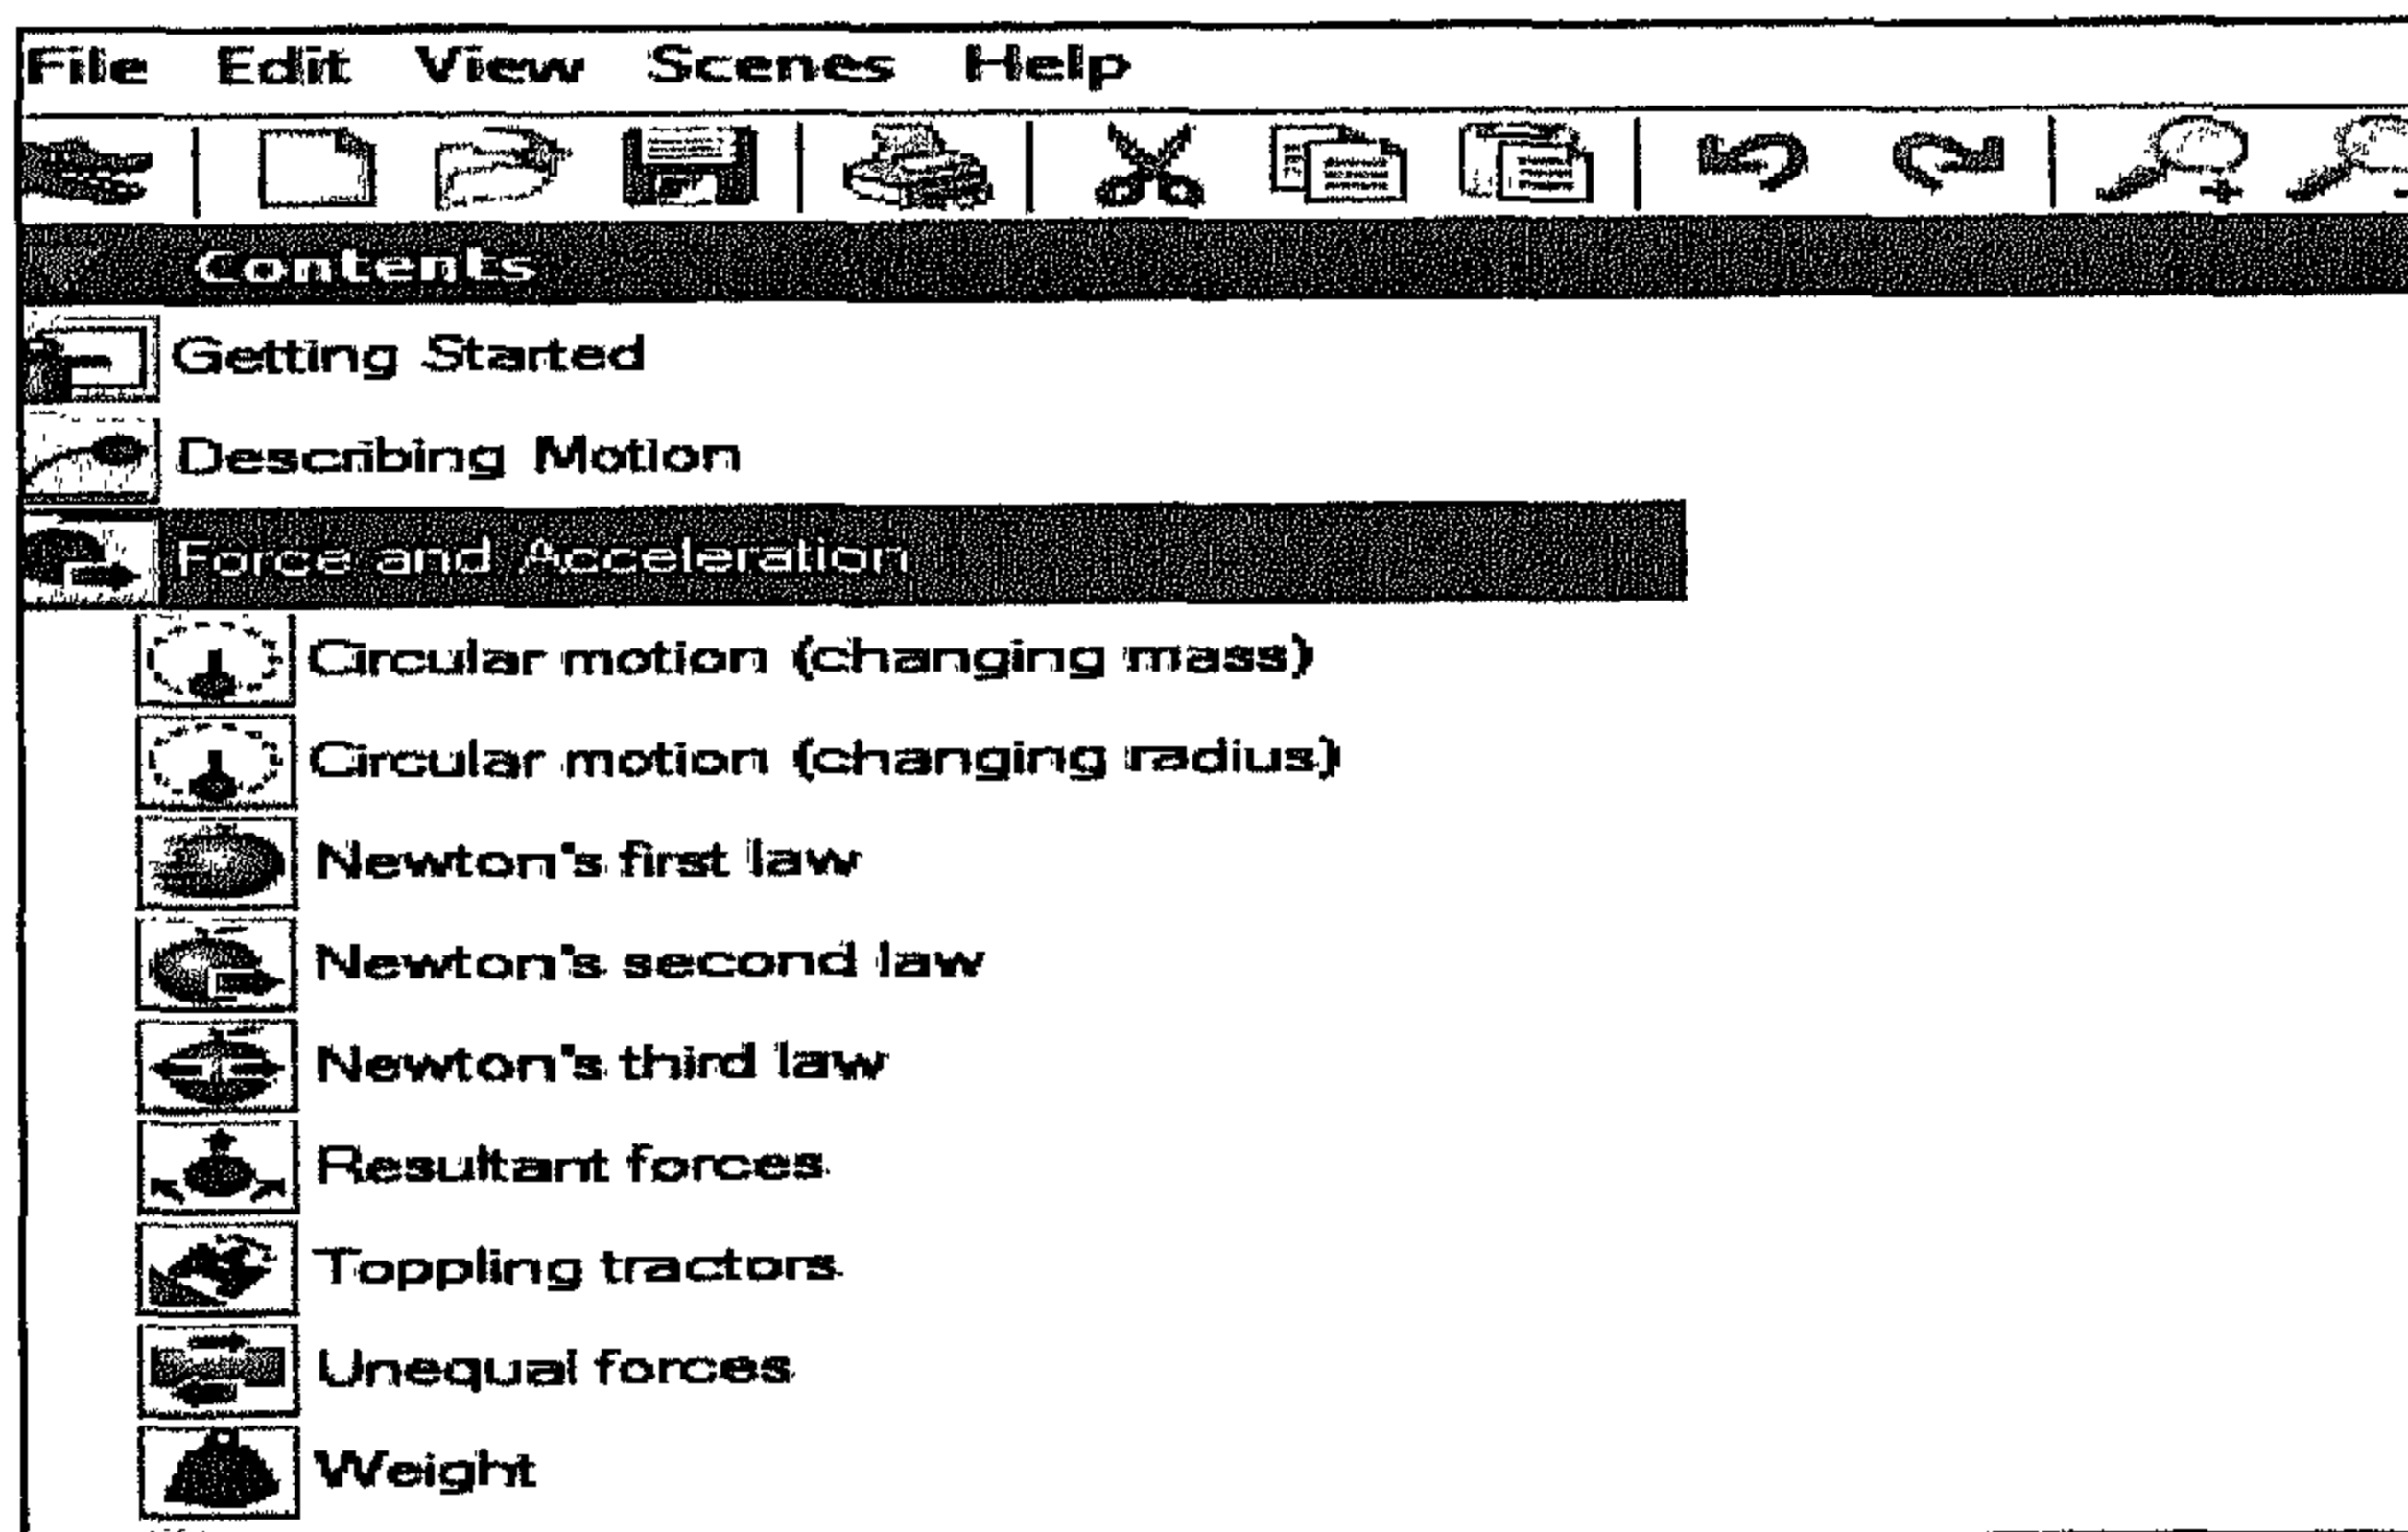 File Edit View Scenes Help
Contents
Getting Started
Describing Motion
Force and Acceleration
Circular motion (changing mass)
Circular motion (changing radius)
Newton's first law
Newton's second law
Newton's third law
Resultant forces
Toppling tractors
Unequal forces
Weight